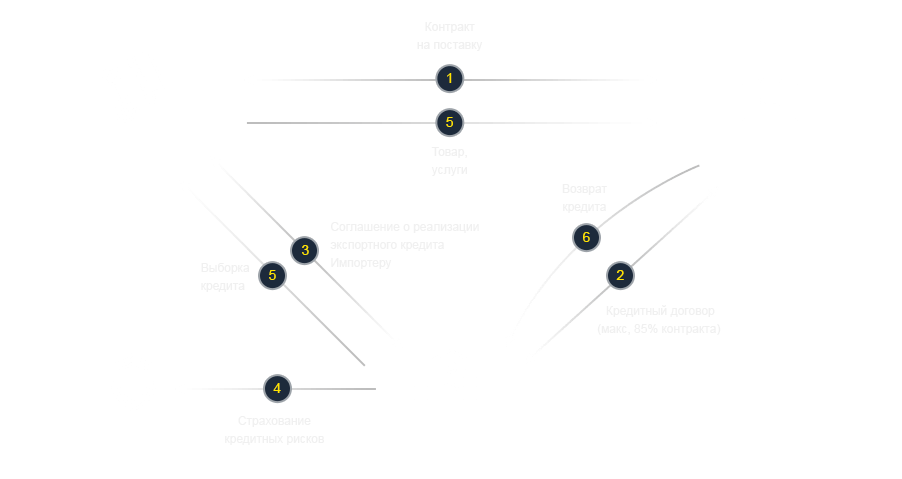 Контракт
на поставку
1
5
Товар,
услуги
Возврат
кредита
6
Соглашение о реализации
экспортного кредита
Импортеру
3
Выборка
кредита
5
2
Кредитный договор
(макс, 85% контракта)
4
Страхование
кредитных рисков